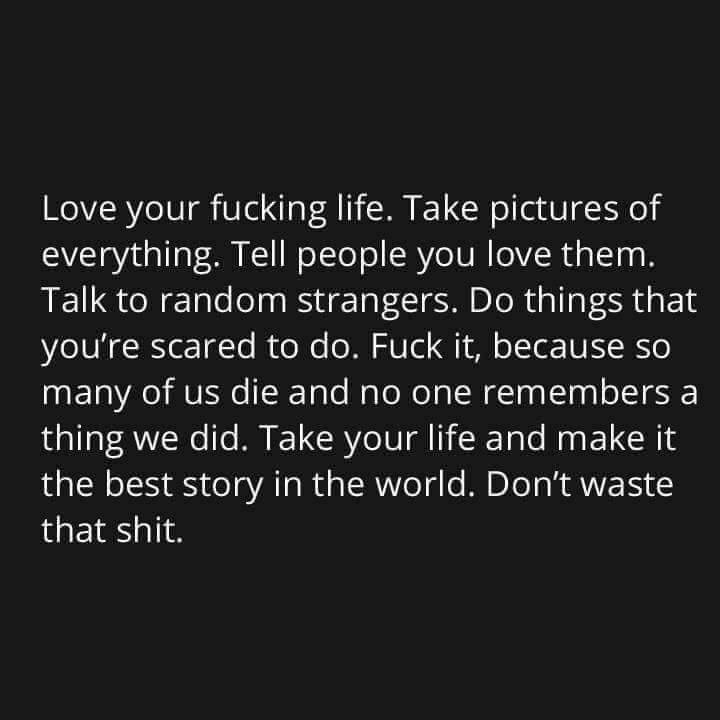 Love your fucking life. Take pictures of
everything. Tell people you love them.
Talk to random strangers. Do things that
you’re scared to do. Fuck it, because so
many of us die and no one remembers a
thing we did. Take your life and make it
the best story in the world. Don’t waste
that shit.